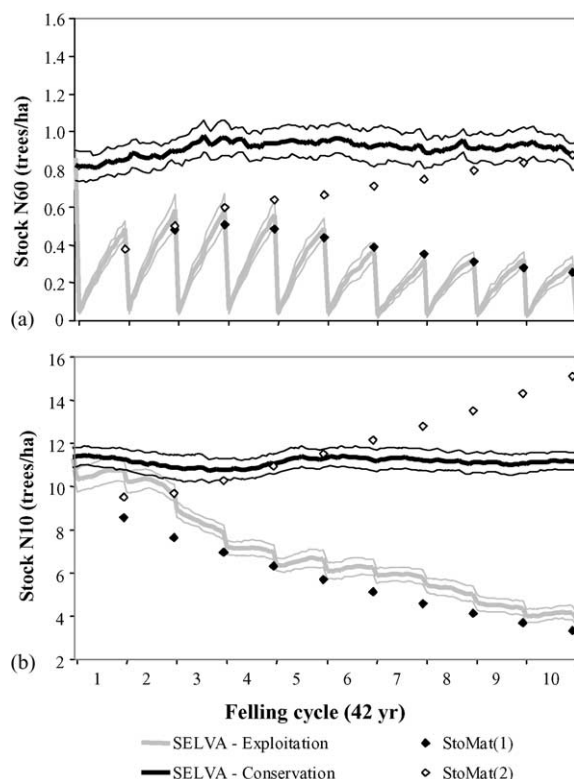 1.6
1.4
1.2
1.0
0.8
0.6
0.4
0.2
0
Stock N60 (trees/ha)
(a)
16
14
12
10
8
6
4
2
Stock N10 (trees/ha)
(b)
1 2 3 4 5 6 7 8 9 10
Felling cycle (42 yr)
SELVA - Exploitation StoMat(1)
SELVA - Conservation StoMat(2)